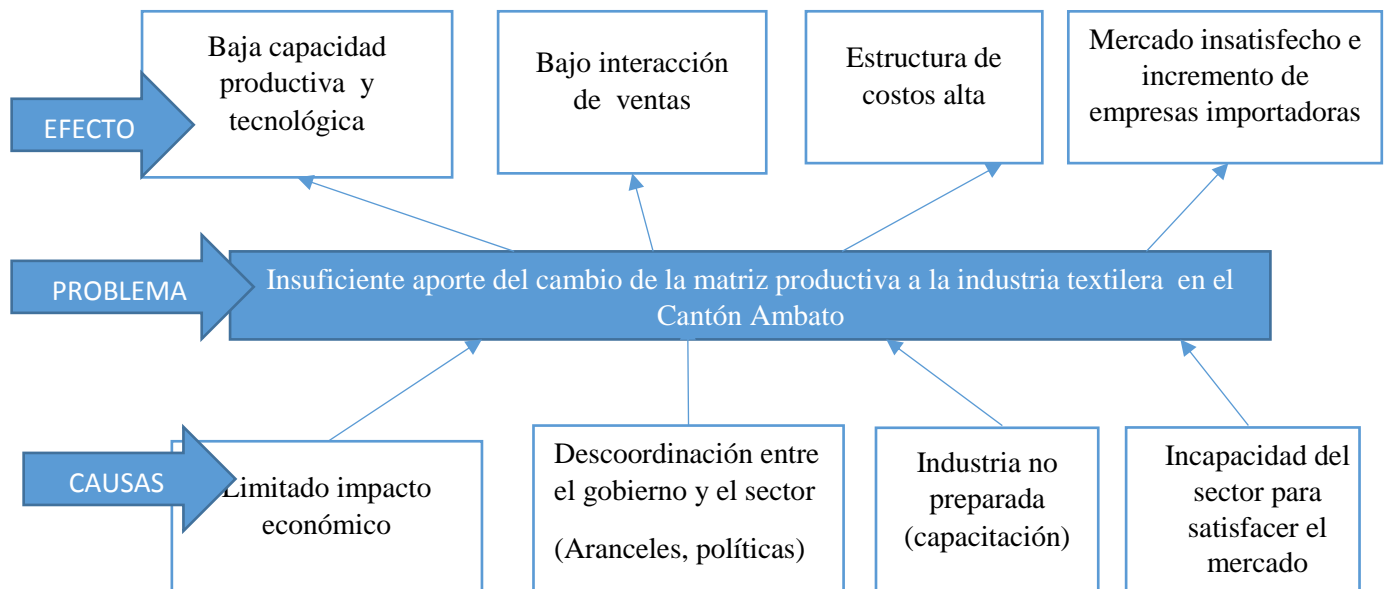 Baja capacidad
productiva y
tecnológica
Bajo interacción
de ventas
Estructura de
costos alta
Mercado insatisfecho e
incremento de
empresas importadoras
EFECTO
PROBLEMA
Insuficiente aporte del cambio de la matriz productiva a la industria textilera en el
Cantón Ambato
CAUSAS
Limitado impacto
económico
Descoordinación entre
el gobierno y el sector
(Aranceles, políticas)
Industria no
preparada
(capacitación)
Incapacidad del
sector para
satisfacer el
mercado